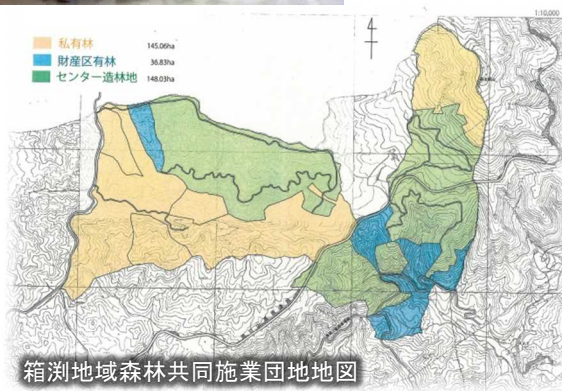 1:10,000
私有林 145.06ha
財産区有林 36.83ha
センター造林地 148.03ha
箱渕地域森林共同施業団地地図